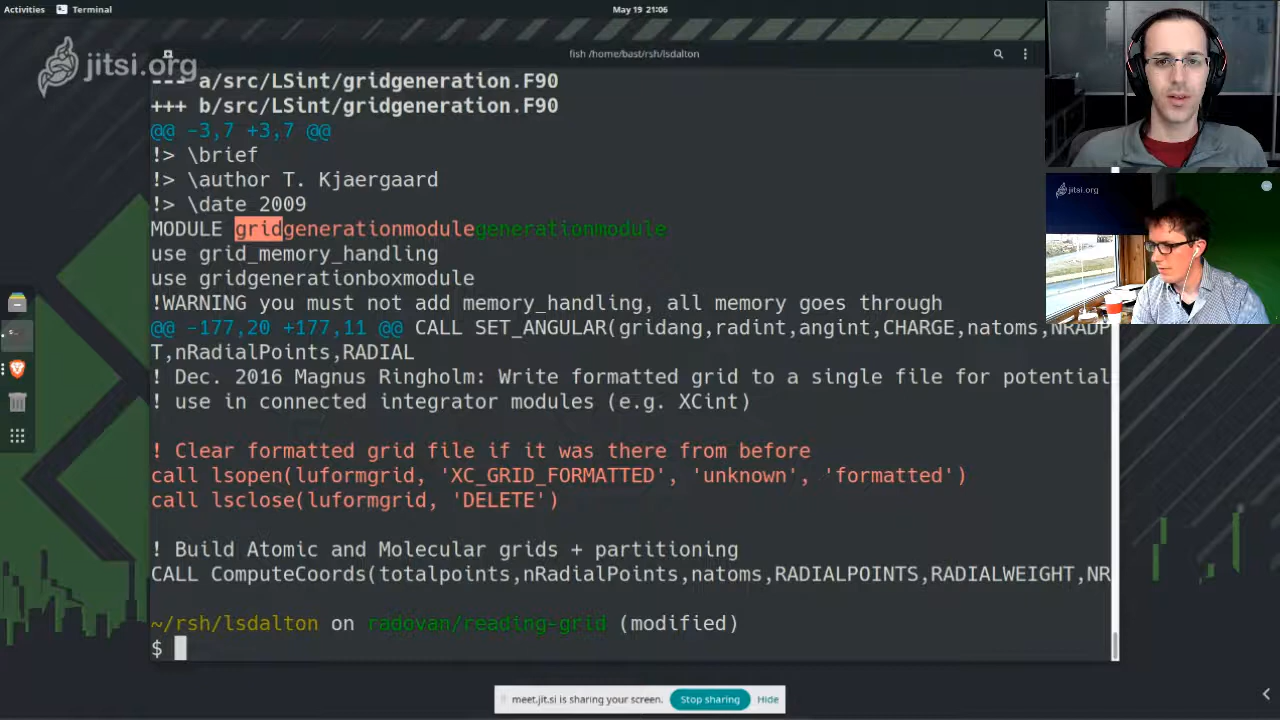 Activities
Terminal
May 19 21:06
jitsi.org
fish /home/bast/rsh/lsdalton
--- a/src/LSint/gridgeneration.F90
+++ b/src/LSint/gridgeneration.F90
@@ -3,7 +3,7 @@
!> \brief
!> \author T. Kjaergaard
!> \date 2009
MODULE gridgenerationmodulegenerationmodule
use grid_memory_handling
use gridgenerationboxmodule
!WARNING you must not add memory_handling, all memory goes through
@@ -177,20 +177,11 @@ CALL SET_ANGULAR(gridang,radint,angint,CHARGE,natoms,NRADP
T,nRadialPoints,RADIAL
! Dec. 2016 Magnus Ringholm: Write formatted grid to a single file for potential
! use in connected integrator modules (e.g. XCint)
! Clear formatted grid file if it was there from before
call lsopen(luformgrid, 'XC_GRID_FORMATTED', 'unknown', 'formatted')
call lsclose(luformgrid, 'DELETE')
! Build Atomic and Molecular grids + partitioning
CALL ComputeCoords(totalpoints,nRadialPoints,natoms,RADIALPOINTS,RADIALWEIGHT,NR
~/rsh/lsdalton on radovan/reading-grid (modified)
$
jitsi.org
meet.jit.si is sharing your screen.
Stop sharing
Hide